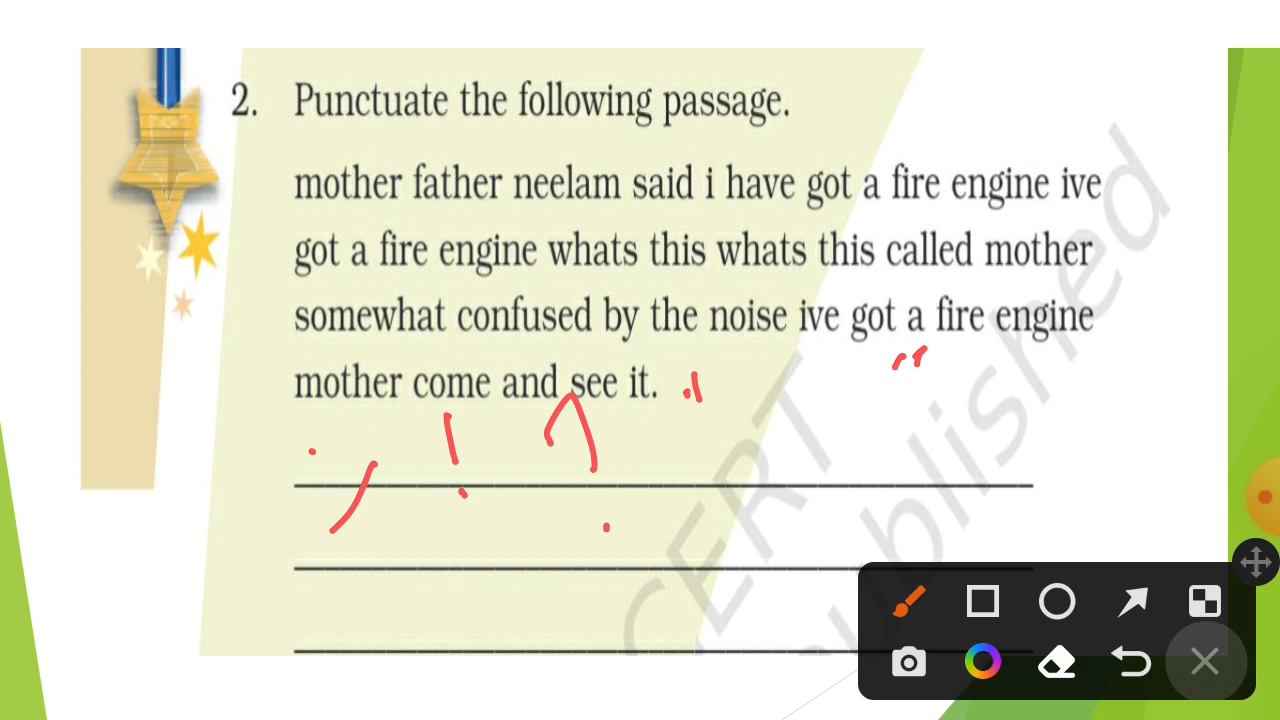 2. Punctuate the following passage.
mother father neelam said i have got a fire engine ive
got a fire engine whats this whats this called mother
somewhat confused by the noise ive got a fire engine
mother come and see it.